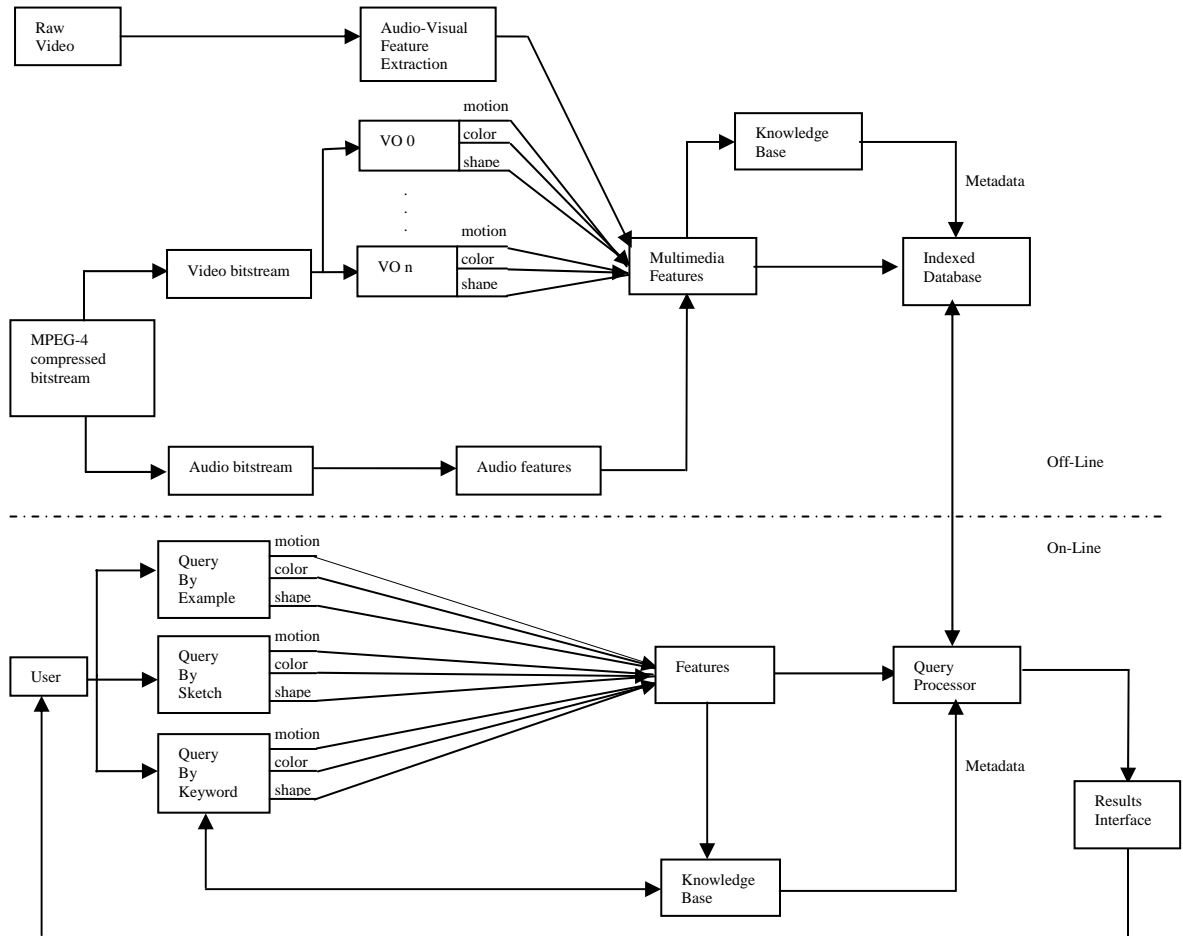 Raw
Video
Audio-Visual
Feature
Extraction
motion
VO 0
color
shape
.
.
.
motion
VO n
color
shape
Knowledge
Base
Metadata
Video bitstream
Multimedia
Features
Indexed
Database
MPEG-4
compressed
bitstream
Audio bitstream
Audio features
Off-Line
On-Line
Query
By
Example
motion
color
shape
User
Query
By
Sketch
motion
color
shape
Query
By
Keyword
motion
color
shape
Features
Query
Processor
Metadata
Results
Interface
Knowledge
Base